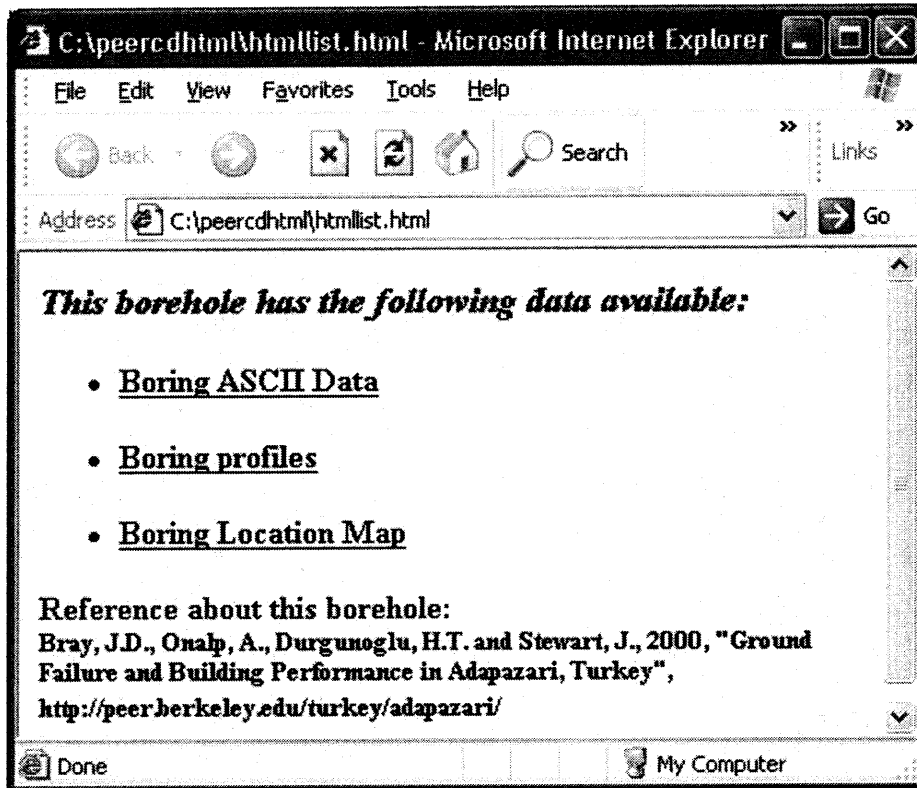 C:\peercdhtml\htmllist.html - Microsoft Internet Explorer
File Edit View Favorites Tools Help
Back Search » Links »
Address C:\peercdhtml\htmllist.html Go
This borehole has the following data available:
• Boring ASCII Data
• Boring profiles
• Boring Location Map
Reference about this borehole:
Bray, J.D., Onalp, A., Durgunoglu, H.T. and Stewart, J., 2000, "Ground
Failure and Building Performance in Adapazari, Turkey",
http://peer.berkeley.edu/turkey/adapazari/
Done My Computer